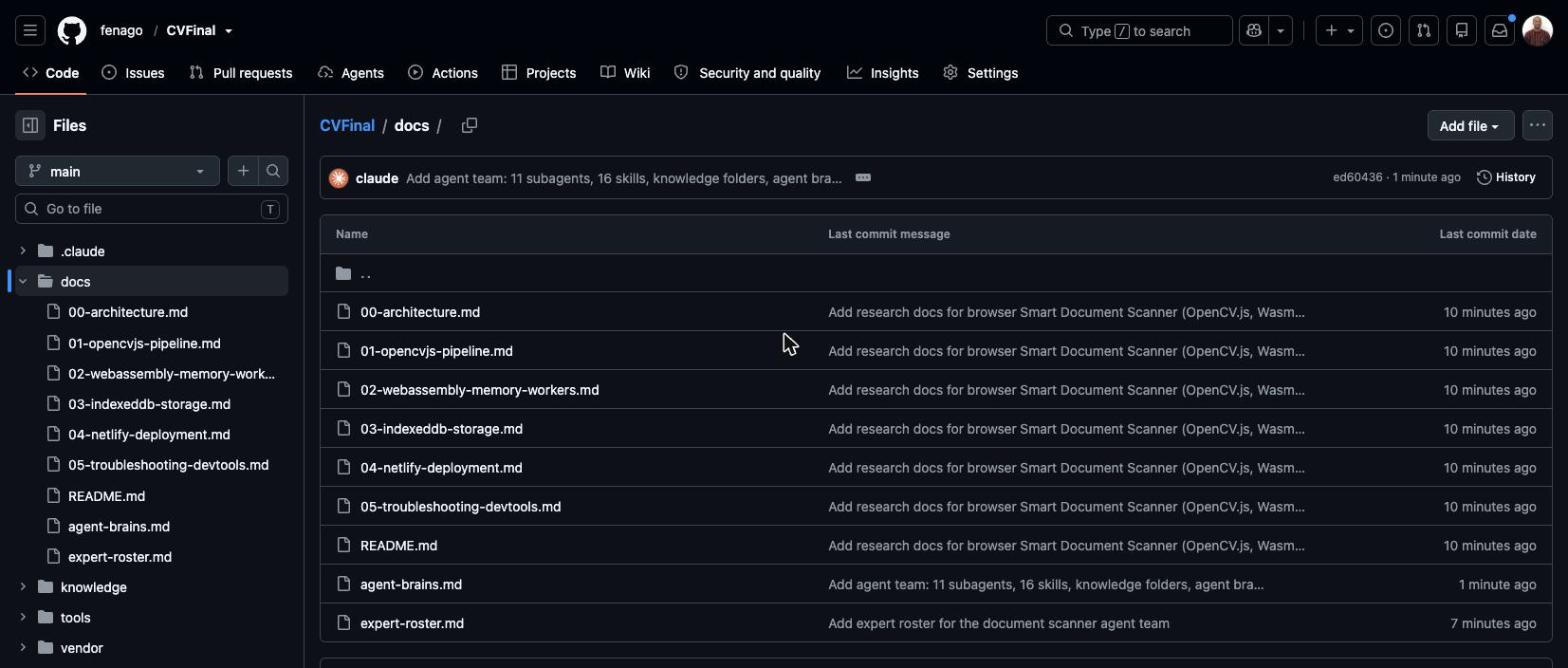 fenago / CVFinal
Type / to search
Code
Issues
Pull requests
Agents
Actions
Projects
Wiki
Security and quality
Insights
Settings
Files
main
Go to file
T
.claude
docs
00-architecture.md
01-opencvjs-pipeline.md
02-webassembly-memory-work...
03-indexeddb-storage.md
04-netlify-deployment.md
05-troubleshooting-devtools.md
README.md
agent-brains.md
expert-roster.md
knowledge
tools
vendor
CVFinal / docs /
Add file
claude Add agent team: 11 subagents, 16 skills, knowledge folders, agent bra...
ed60436 · 1 minute ago
History
Name Last commit message Last commit date
..
00-architecture.md Add research docs for browser Smart Document Scanner (OpenCV.js, Wasm... 10 minutes ago
01-opencvjs-pipeline.md Add research docs for browser Smart Document Scanner (OpenCV.js, Wasm... 10 minutes ago
02-webassembly-memory-workers.md Add research docs for browser Smart Document Scanner (OpenCV.js, Wasm... 10 minutes ago
03-indexeddb-storage.md Add research docs for browser Smart Document Scanner (OpenCV.js, Wasm... 10 minutes ago
04-netlify-deployment.md Add research docs for browser Smart Document Scanner (OpenCV.js, Wasm... 10 minutes ago
05-troubleshooting-devtools.md Add research docs for browser Smart Document Scanner (OpenCV.js, Wasm... 10 minutes ago
README.md Add research docs for browser Smart Document Scanner (OpenCV.js, Wasm... 10 minutes ago
agent-brains.md Add agent team: 11 subagents, 16 skills, knowledge folders, agent bra... 1 minute ago
expert-roster.md Add expert roster for the document scanner agent team 7 minutes ago